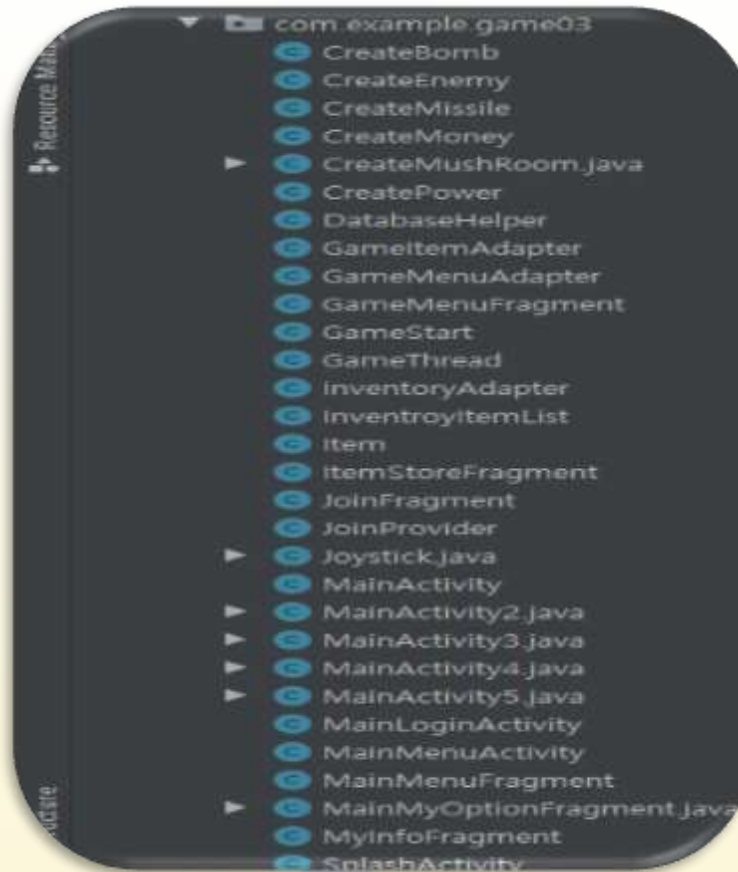 com.example.game03
CreateBomb
CreateEnemy
CreateMissile
CreateMoney
CreateMushRoom.java
CreatePower
DatabaseHelper
GameItemAdapter
GameMenuAdapter
GameMenuFragment
GameStart
GameThread
InventoryAdapter
InventroyItemList
Item
ItemStoreFragment
JoinFragment
JoinProvider
Joystick.java
MainActivity
MainActivity2.java
MainActivity3.java
MainActivity4.java
MainActivity5.java
MainLoginActivity
MainMenuActivity
MainMenuFragment
MainMyOptionFragment.java
MyInfoFragment
SplashActivity
Resource